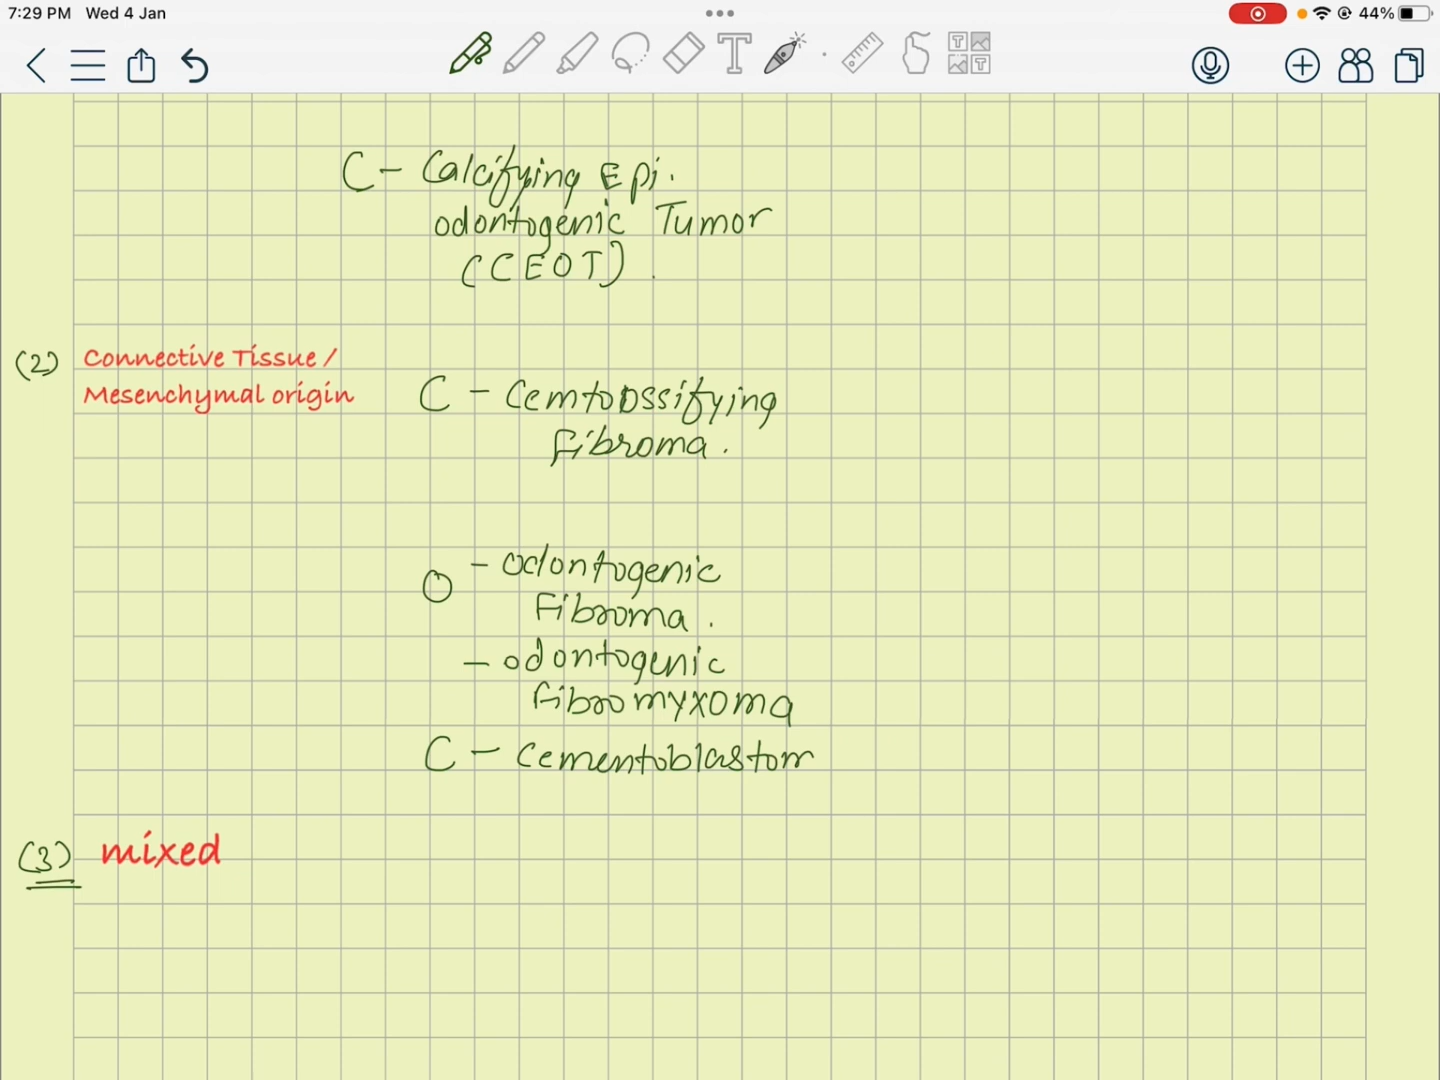 7:29 PM Wed 4 Jan
44%
C- Calcifying Epi.
odontogenic Tumor
(CEOT).
(2) Connective Tissue /
Mesenchymal origin
C - Cemtoossifying
Fibroma.
O - odontogenic
Fibroma.
- odontogenic
fibromyxoma
C - Cementoblastom
(3) mixed